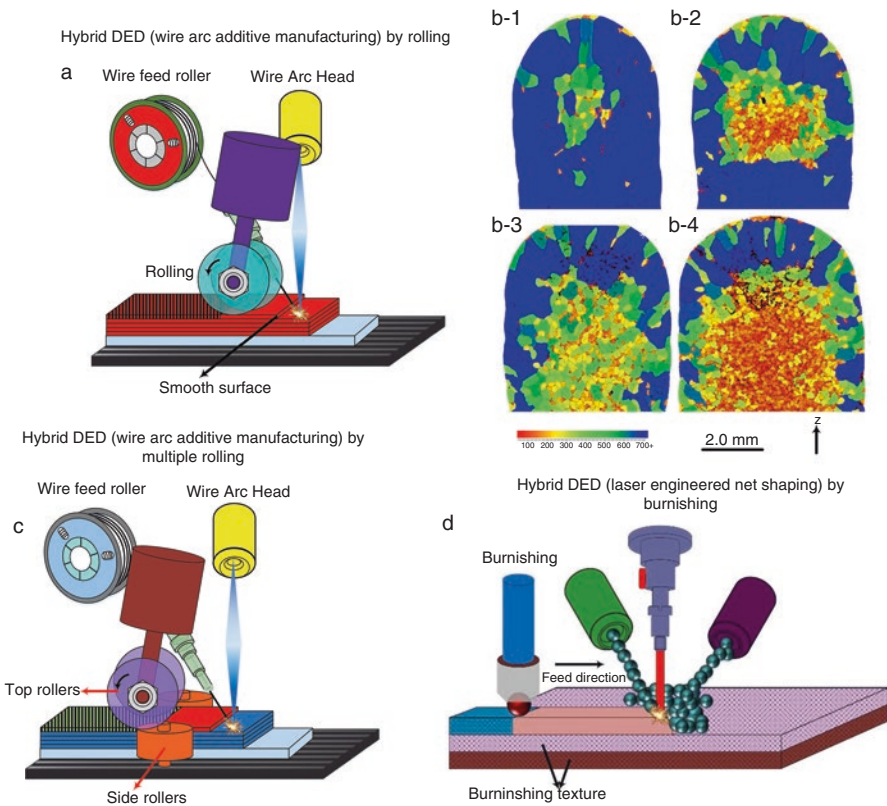 Hybrid DED (wire arc additive manufacturing) by rolling
a
Wire feed roller
Wire Arc Head
Rolling
Smooth surface
b-1
b-2
b-3
b-4
100 200 300 400 500 600 700+
2.0 mm
z
Hybrid DED (wire arc additive manufacturing) by
multiple rolling
c
Wire feed roller
Wire Arc Head
Top rollers
Side rollers
Hybrid DED (laser engineered net shaping) by
burnishing
d
Burnishing
Feed direction
Burninshing texture